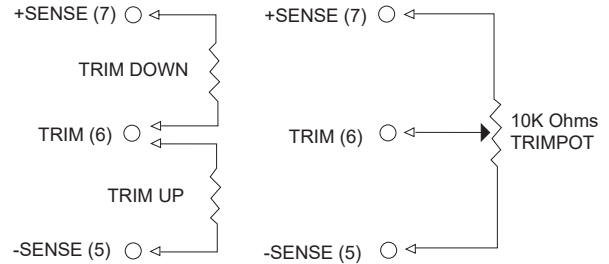 +SENSE (7)
TRIM DOWN
TRIM (6)
TRIM UP
-SENSE (5)
+SENSE (7)
TRIM (6)
10K Ohms
TRIMPOT
-SENSE (5)